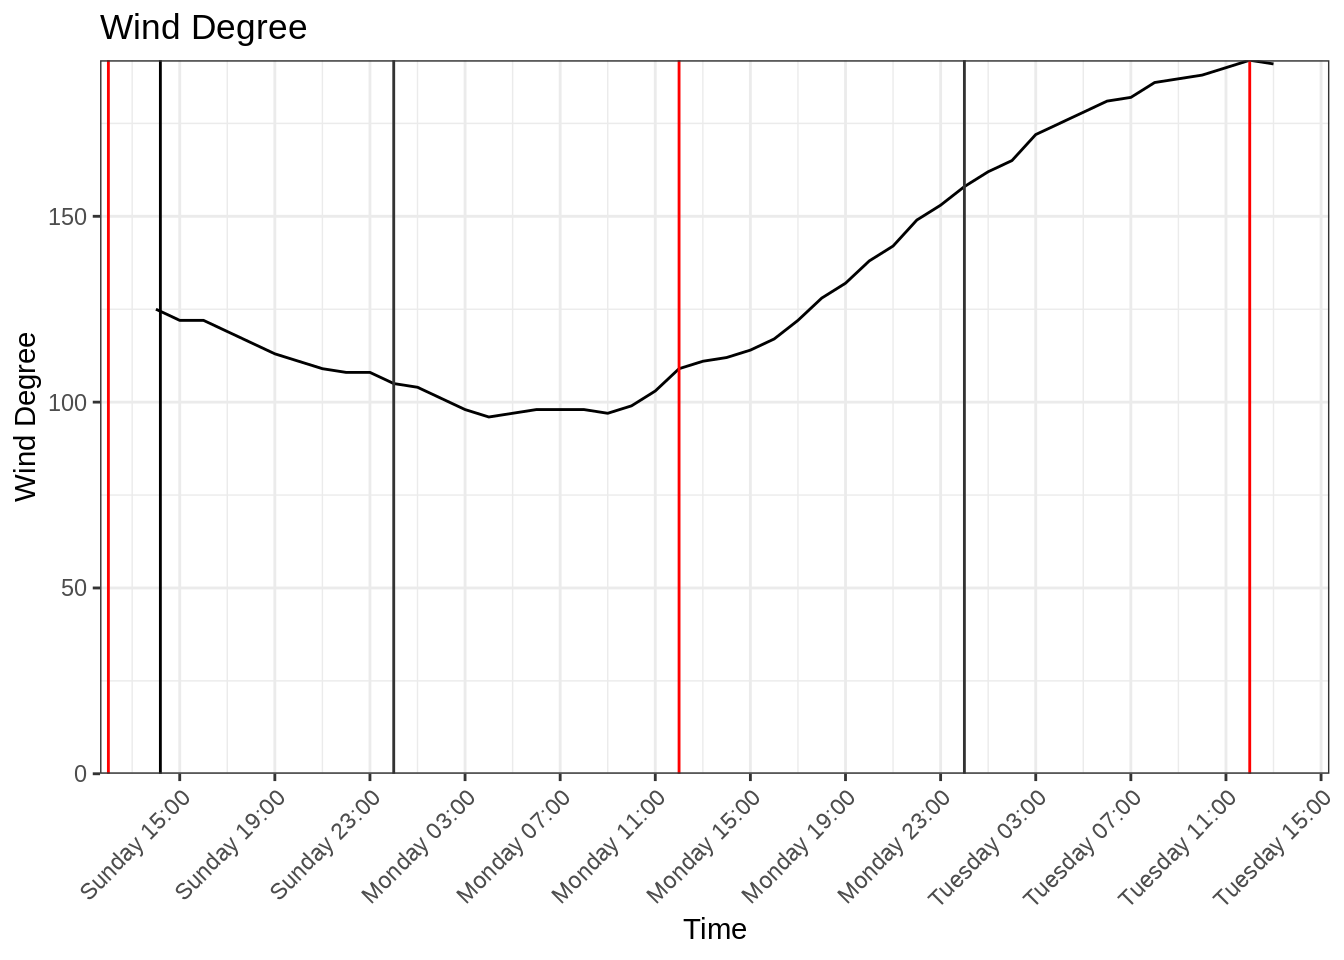 Wind Degree
Wind Degree
150
100
50
0
Sunday 15:00
Sunday 19:00
Sunday 23:00
Monday 03:00
Monday 07:00
Monday 11:00
Monday 15:00
Monday 19:00
Monday 23:00
Tuesday 03:00
Tuesday 07:00
Tuesday 11:00
Tuesday 15:00
Time